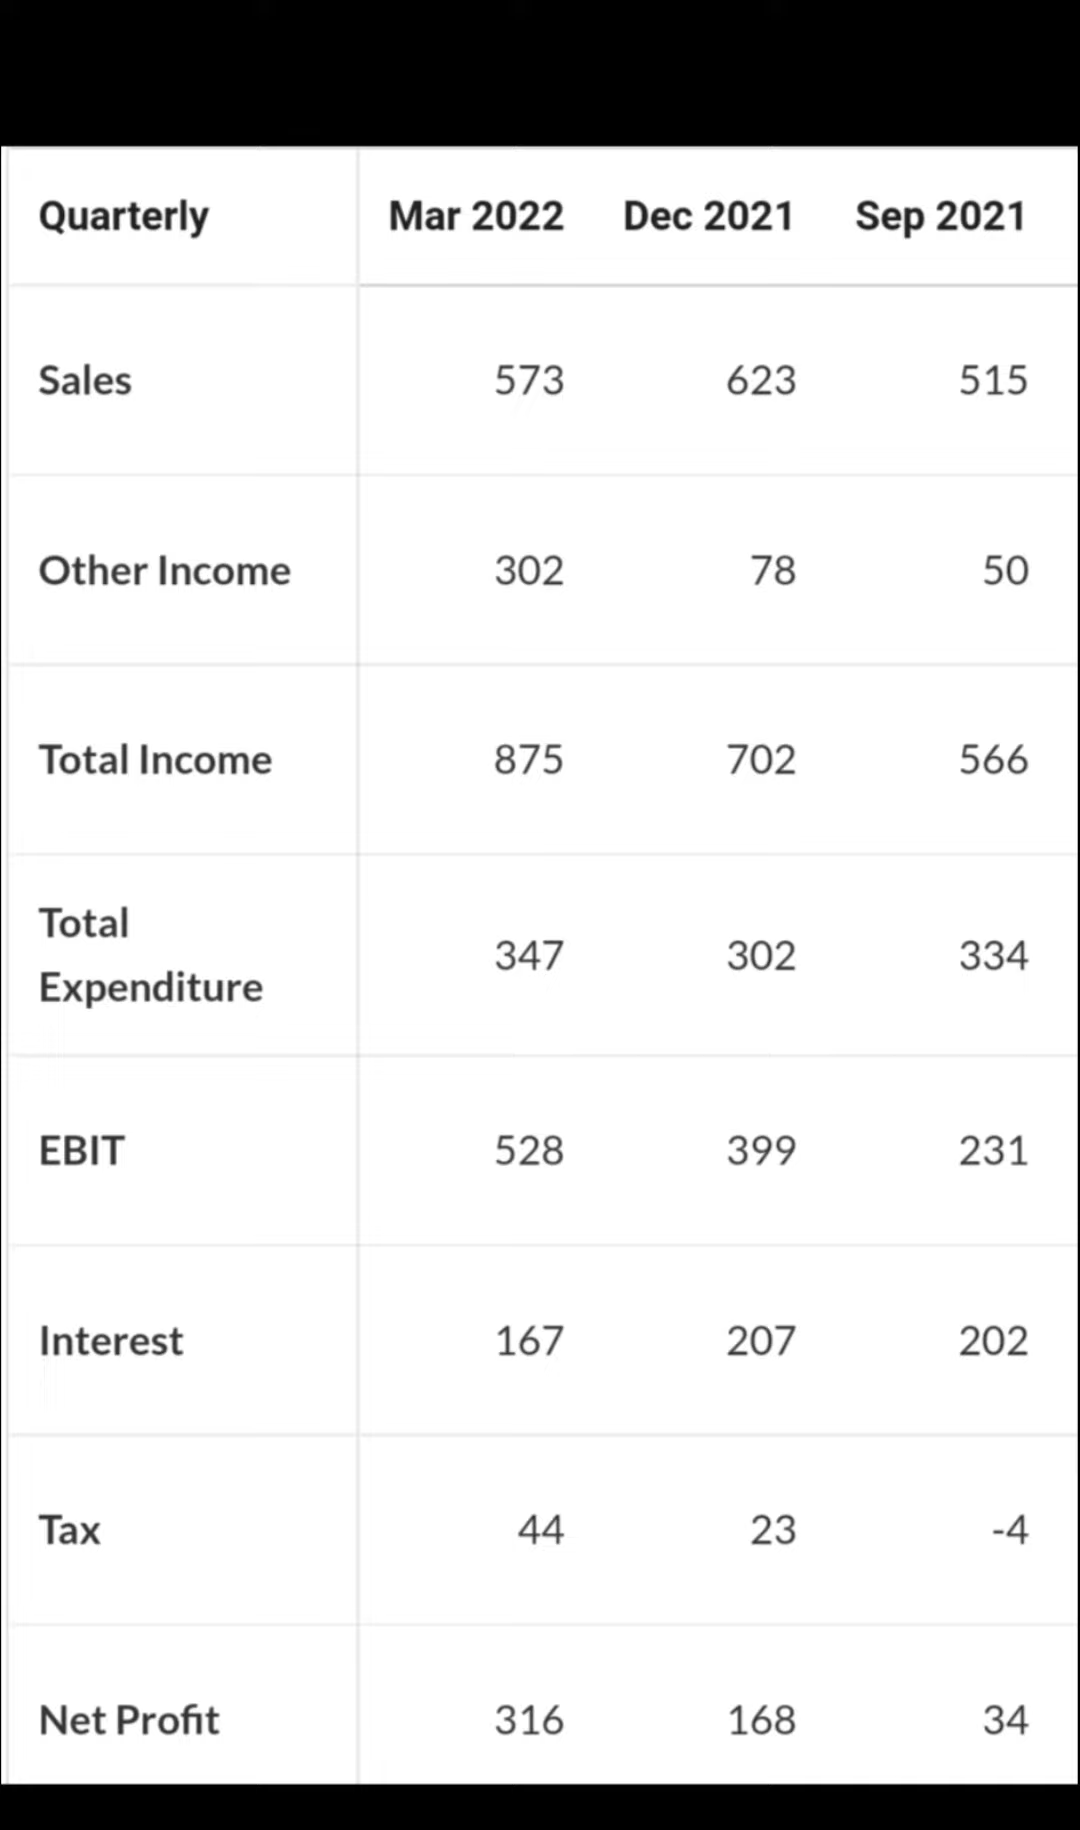 Quarterly Mar 2022 Dec 2021 Sep 2021
Sales 573 623 515
Other Income 302 78 50
Total Income 875 702 566
Total
Expenditure 347 302 334
EBIT 528 399 231
Interest 167 207 202
Tax 44 23 -4
Net Profit 316 168 34